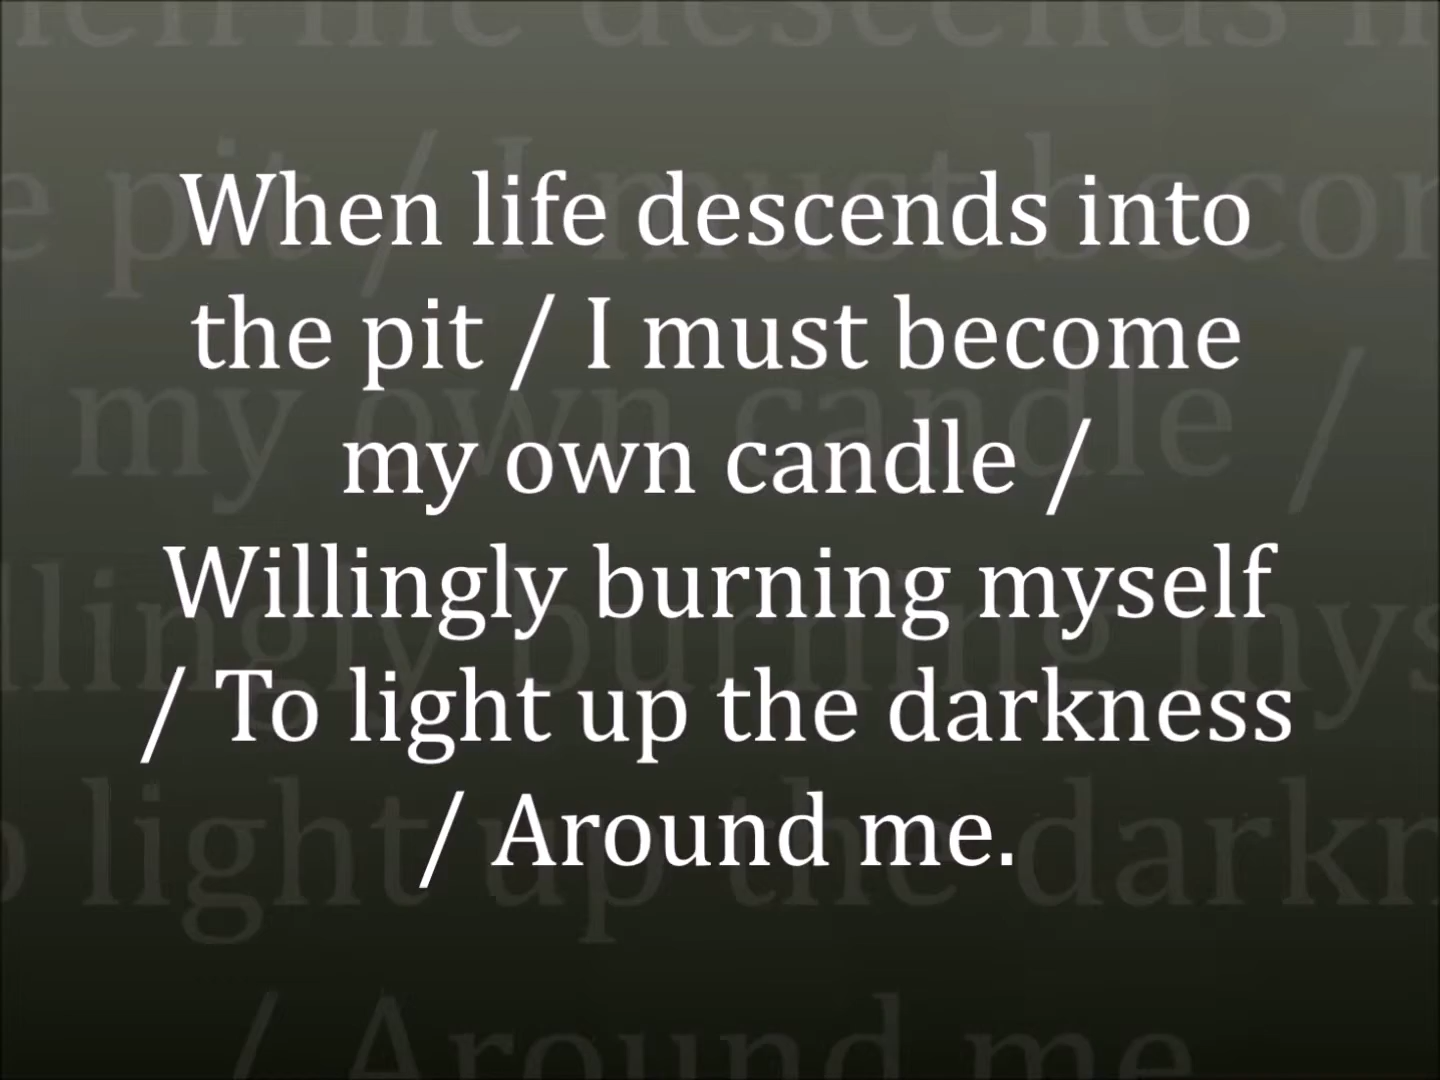 When life descends into
the pit / I must become
my own candle /
Willingly burning myself
/ To light up the darkness
/ Around me.